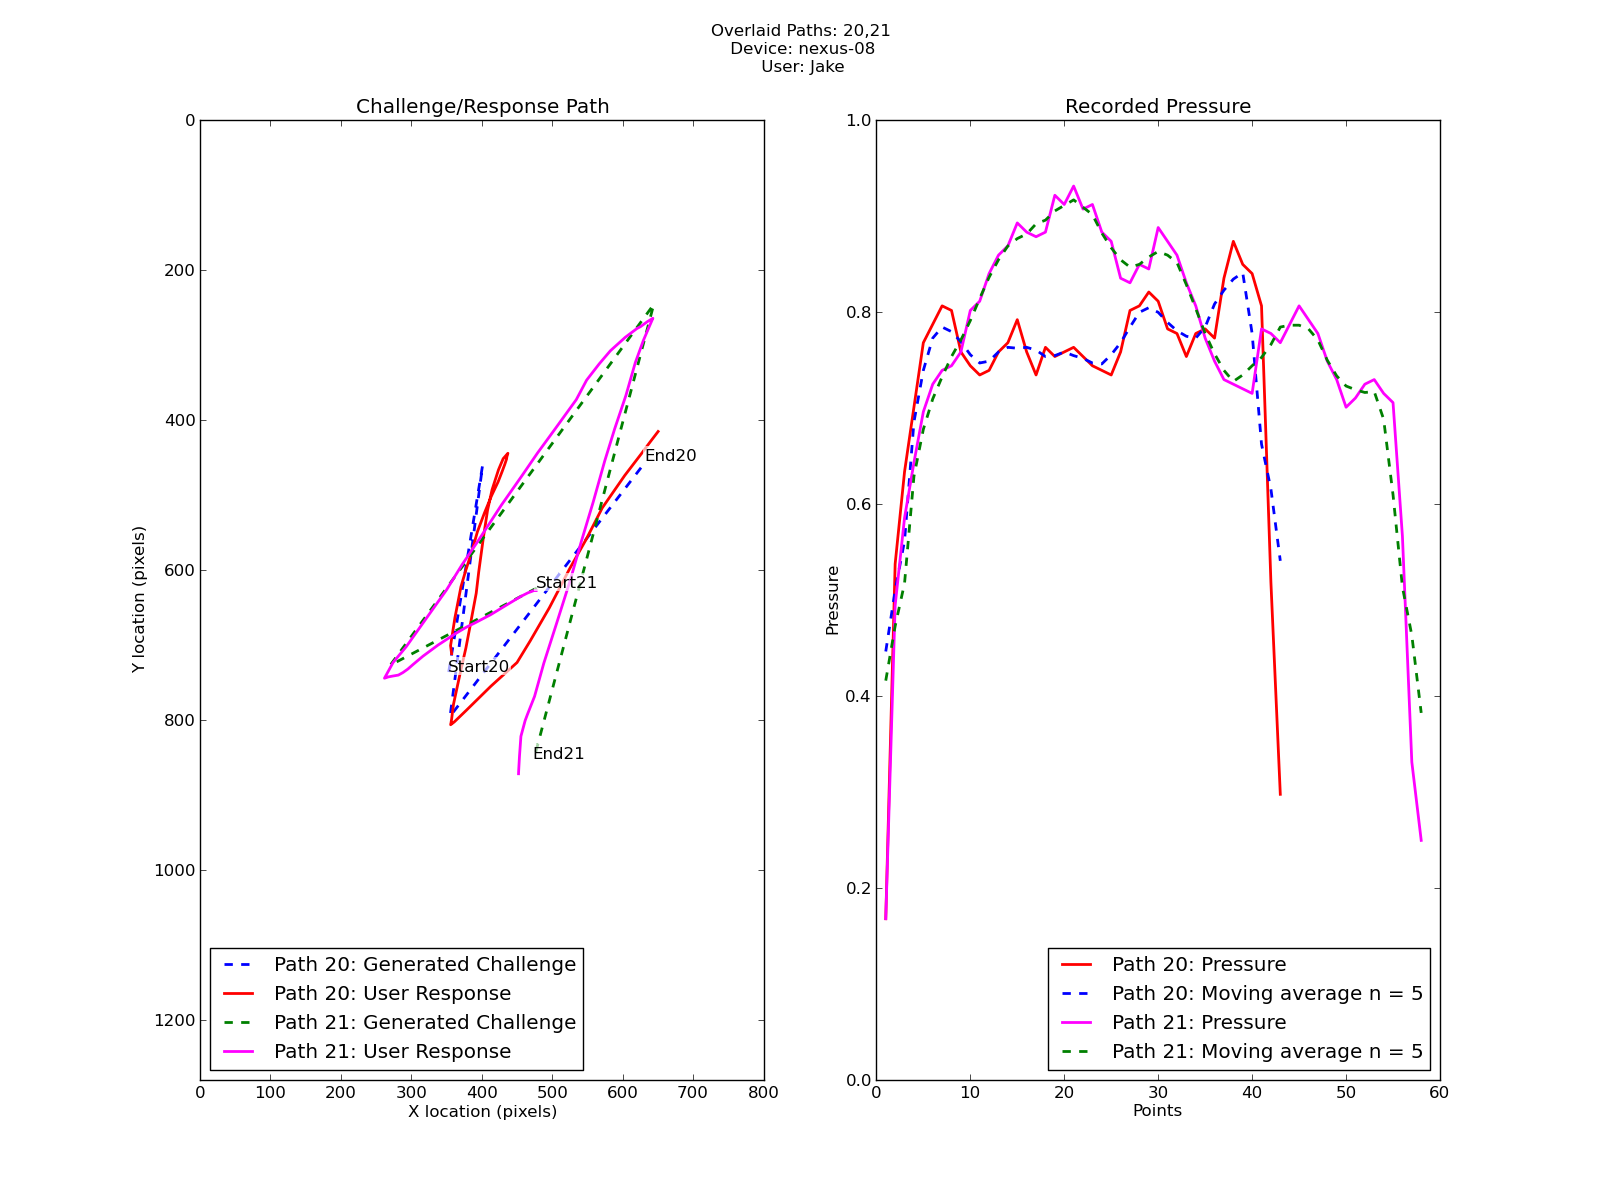 Overlaid Paths: 20,21
Device: nexus-08
User: Jake
Challenge/Response Path
0
200
400
600
800
1000
1200
Y location (pixels)
End20
Start21
Start20
End21
Path 20: Generated Challenge
Path 20: User Response
Path 21: Generated Challenge
Path 21: User Response
0 100 200 300 400 500 600 700 800
X location (pixels)
Recorded Pressure
1.0
0.8
0.6
0.4
0.2
0.0
Pressure
Path 20: Pressure
Path 20: Moving average n = 5
Path 21: Pressure
Path 21: Moving average n = 5
0 10 20 30 40 50 60
Points